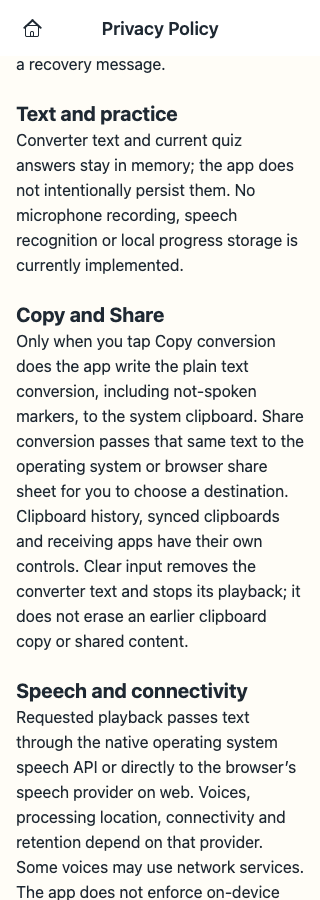 Privacy Policy
a recovery message.
Text and practice
Converter text and current quiz
answers stay in memory; the app does
not intentionally persist them. No
microphone recording, speech
recognition or local progress storage is
currently implemented.
Copy and Share
Only when you tap Copy conversion
does the app write the plain text
conversion, including not-spoken
markers, to the system clipboard. Share
conversion passes that same text to the
operating system or browser share
sheet for you to choose a destination.
Clipboard history, synced clipboards
and receiving apps have their own
controls. Clear input removes the
converter text and stops its playback; it
does not erase an earlier clipboard
copy or shared content.
Speech and connectivity
Requested playback passes text
through the native operating system
speech API or directly to the browser’s
speech provider on web. Voices,
processing location, connectivity and
retention depend on that provider.
Some voices may use network services.
The app does not enforce on-device